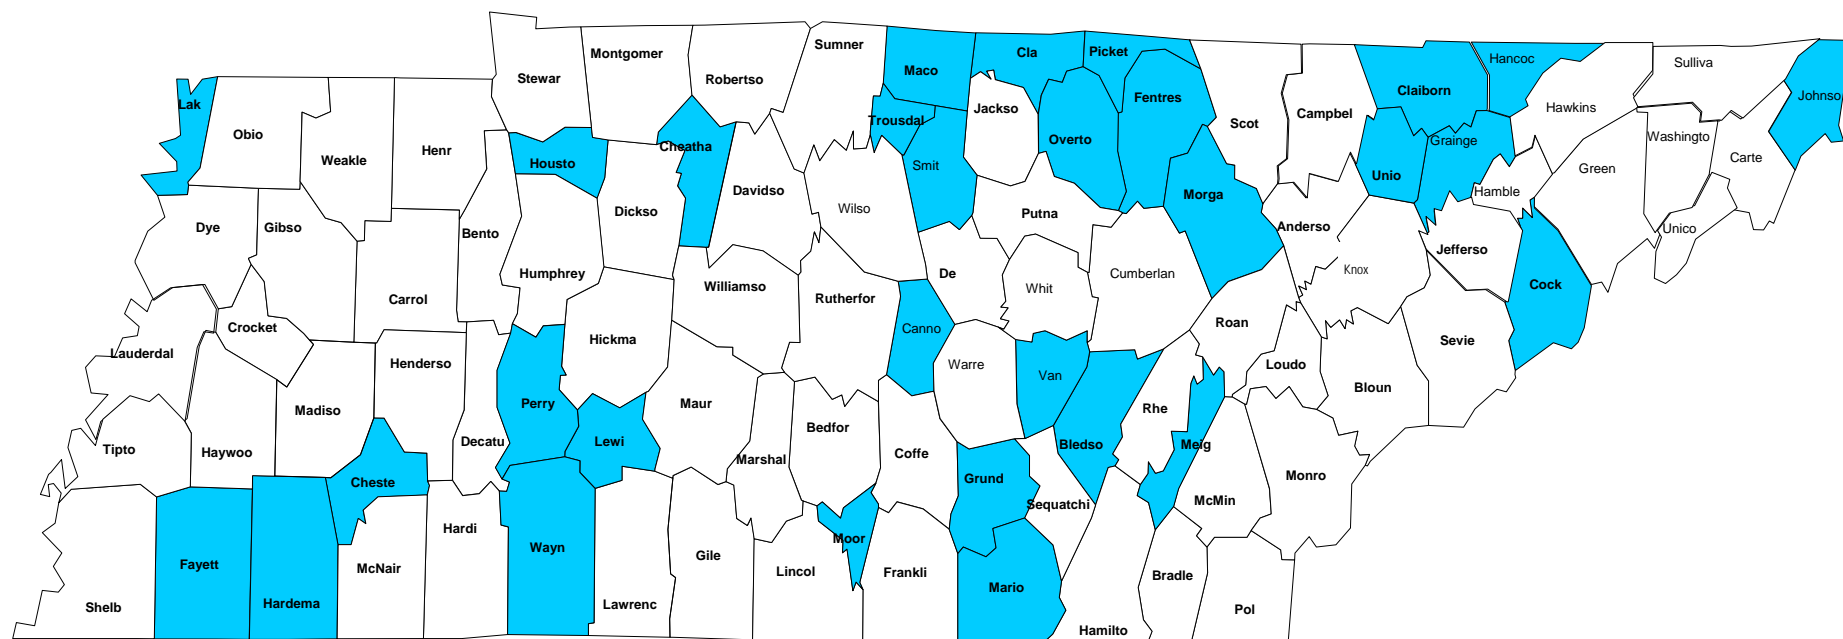 Sumner
Montgomer
Cla
Picket
Hancoc
Sulliva
Stewar
Robertso
Maco
Claiborn
Johnso
Lak
Fentres
Hawkins
Jackso
Trousdal
Campbel
Scot
Obio
Washingto
Overto
Grainge
Cheatha
Henr
Carte
Weakle
Housto
Smit
Unio
Green
Davidso
Hamble
Morga
Dickso
Wilso
Putna
Dye
Gibso
Anderso
Unico
Bento
Jefferso
Knox
Humphrey
De
Cumberlan
Cock
Williamso
Whit
Carrol
Rutherfor
Roan
Crocket
Canno
Hickma
Sevie
Lauderdal
Henderso
Warre
Loudo
Van
Bloun
Perry
Maur
Rhe
Madiso
Bedfor
Lewi
Decatu
Bledso
Meig
Tipto
Haywoo
Coffe
Marshal
Monro
Grund
Cheste
McMin
Sequatchi
Hardi
Moor
Wayn
Gile
Fayett
McNair
Lincol
Frankli
Bradle
Mario
Hardema
Lawrenc
Shelb
Pol
Hamilto